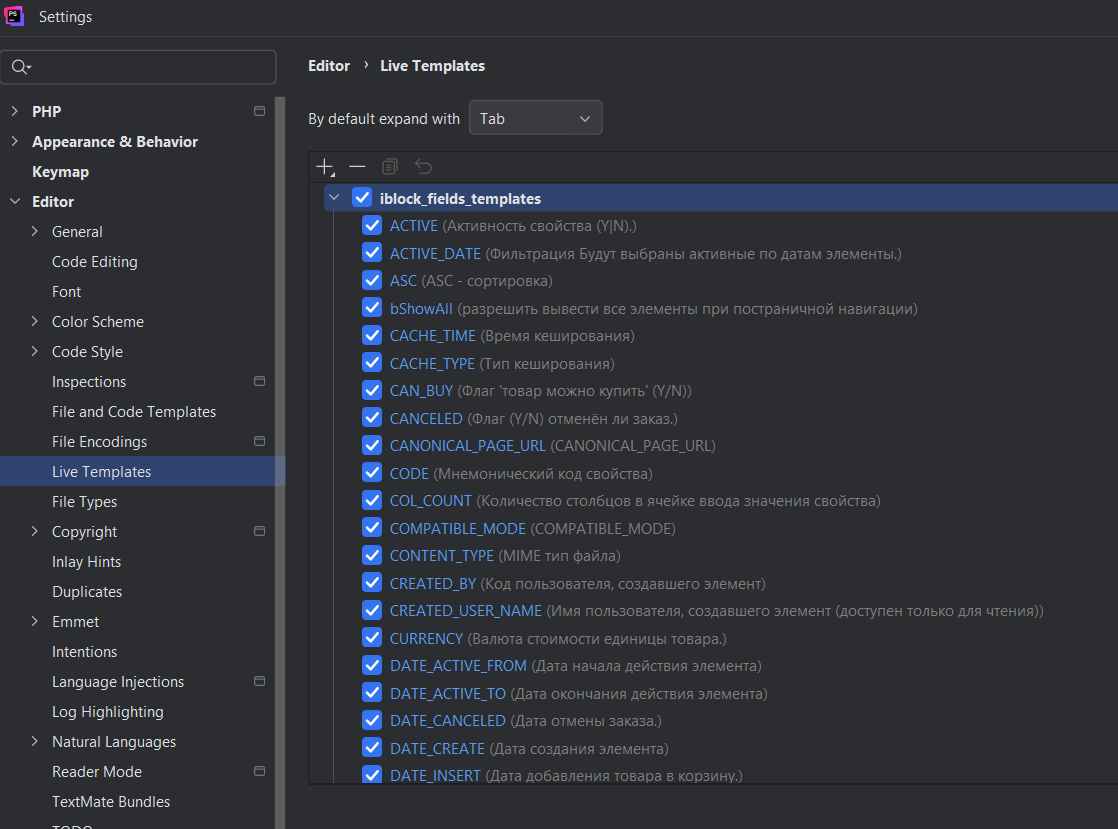 PS
Settings
PHP
Appearance & Behavior
Keymap
Editor
General
Code Editing
Font
Color Scheme
Code Style
Inspections
File and Code Templates
File Encodings
Live Templates
File Types
Copyright
Inlay Hints
Duplicates
Emmet
Intentions
Language Injections
Log Highlighting
Natural Languages
Reader Mode
TextMate Bundles
TODO
Editor › Live Templates
By default expand with Tab
iblock_fields_templates
ACTIVE (Активность свойства (Y|N).)
ACTIVE_DATE (Фильтрация Будут выбраны активные по датам элементы.)
ASC (ASC - сортировка)
bShowAll (разрешить вывести все элементы при постраничной навигации)
CACHE_TIME (Время кеширования)
CACHE_TYPE (Тип кеширования)
CAN_BUY (Флаг 'товар можно купить' (Y/N))
CANCELED (Флаг (Y/N) отменён ли заказ.)
CANONICAL_PAGE_URL (CANONICAL_PAGE_URL)
CODE (Мнемонический код свойства)
COL_COUNT (Количество столбцов в ячейке ввода значения свойства)
COMPATIBLE_MODE (COMPATIBLE_MODE)
CONTENT_TYPE (MIME тип файла)
CREATED_BY (Код пользователя, создавшего элемент)
CREATED_USER_NAME (Имя пользователя, создавшего элемент (доступен только для чтения))
CURRENCY (Валюта стоимости единицы товара.)
DATE_ACTIVE_FROM (Дата начала действия элемента)
DATE_ACTIVE_TO (Дата окончания действия элемента)
DATE_CANCELED (Дата отмены заказа.)
DATE_CREATE (Дата создания элемента)
DATE_INSERT (Дата добавления товара в корзину.)